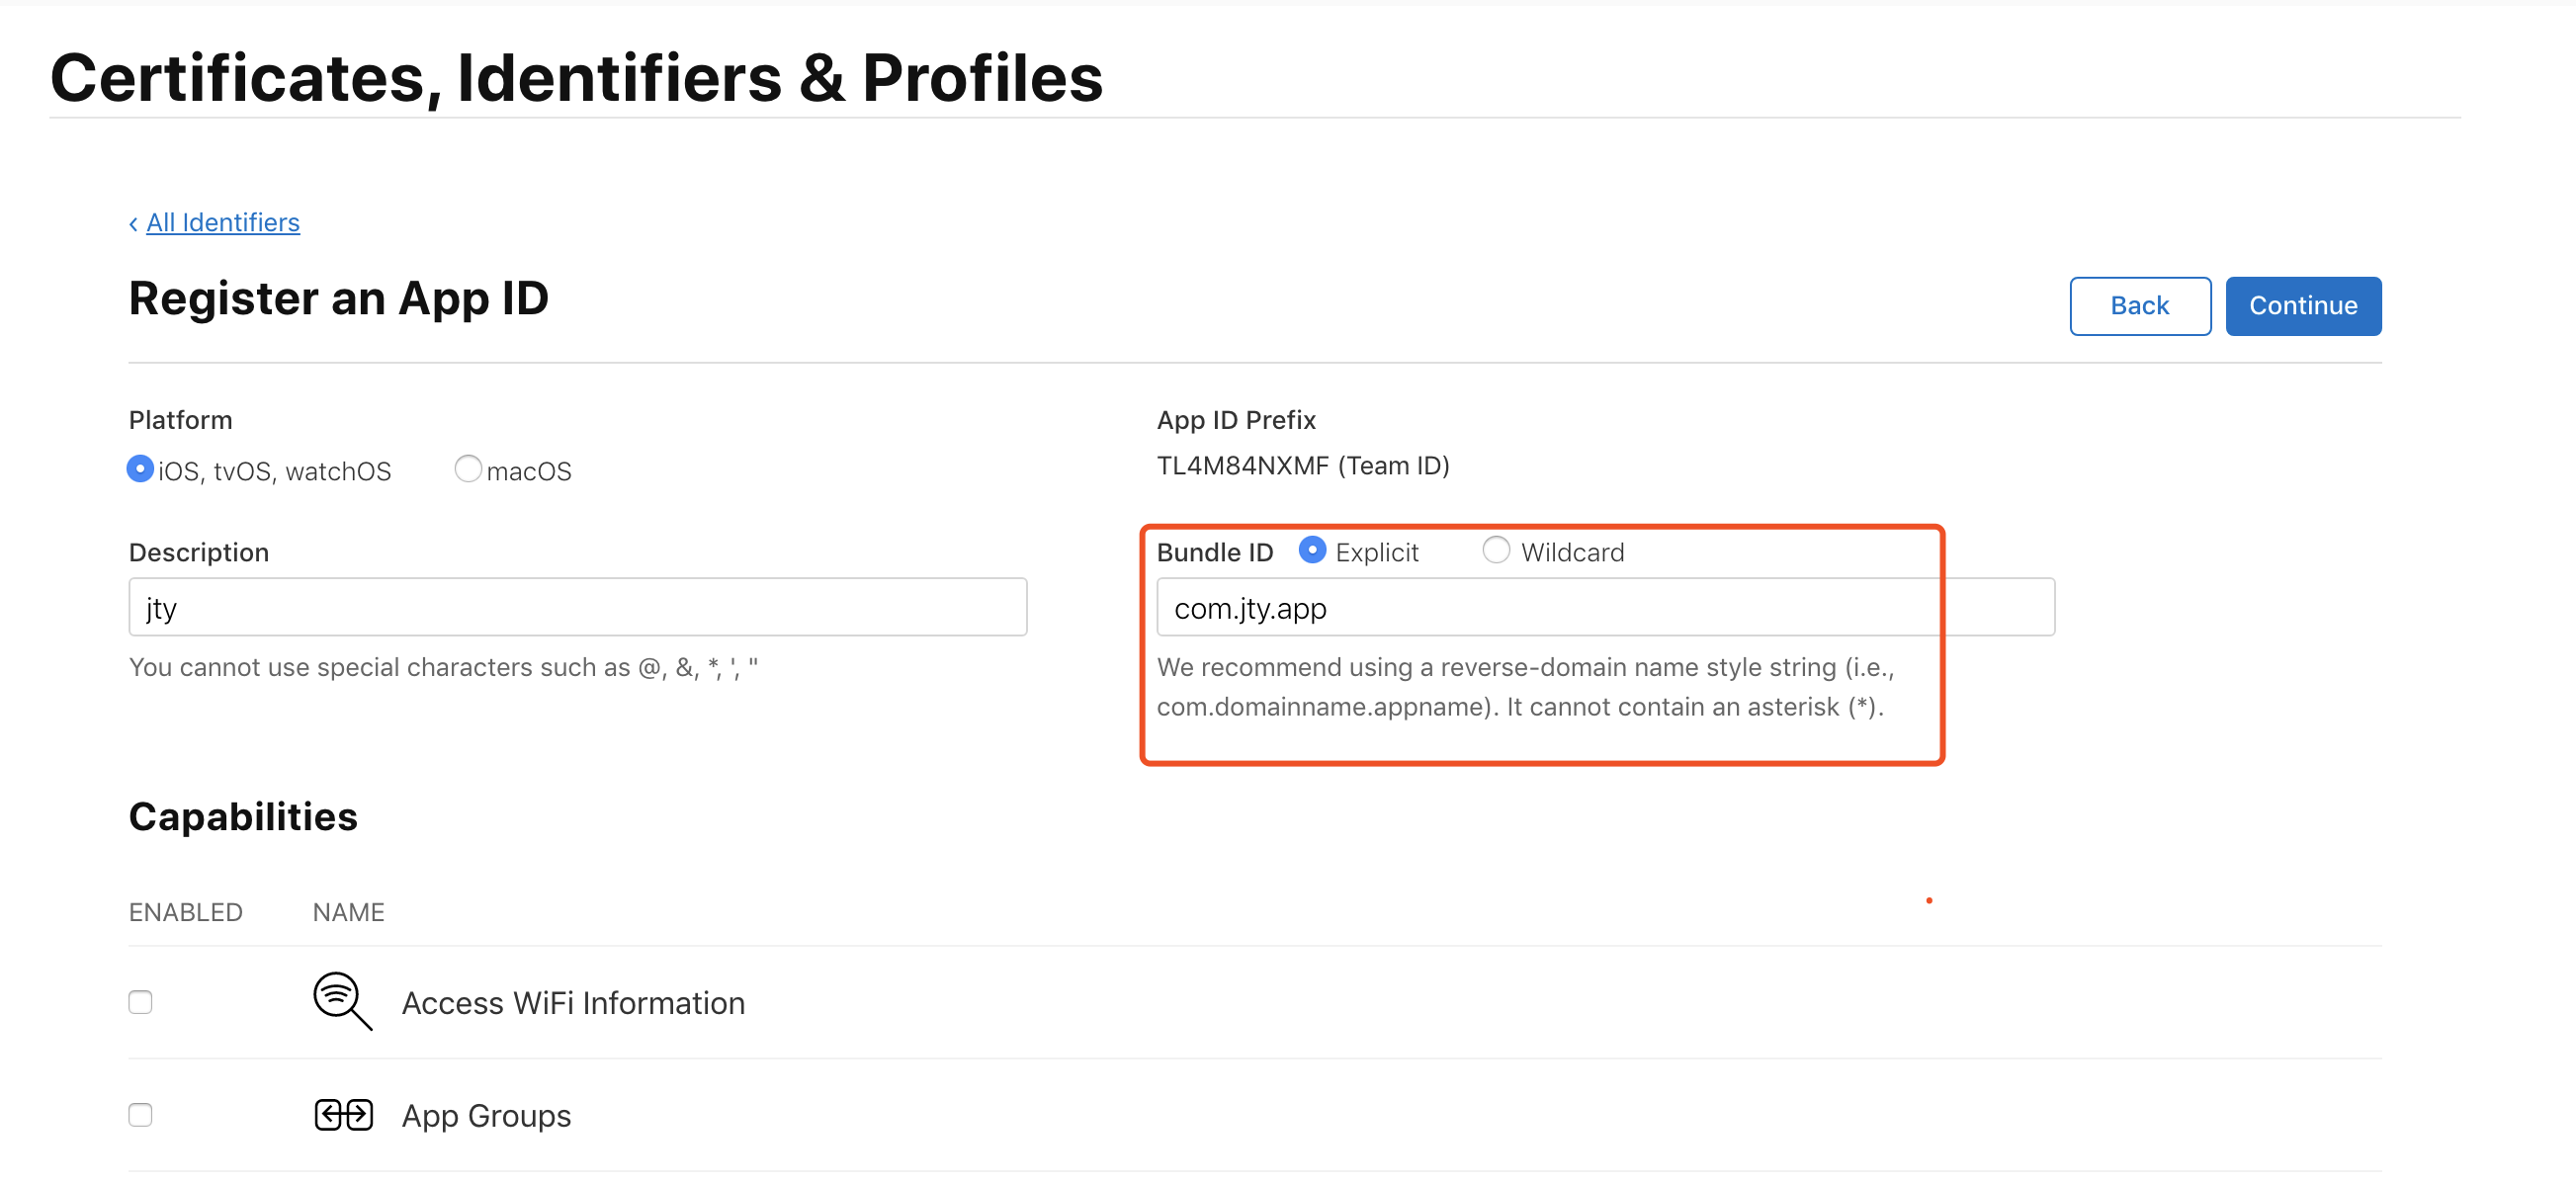 Certificates, Identifiers & Profiles
‹ All Identifiers
Register an App ID
Back
Continue
Platform
iOS, tvOS, watchOS
macOS
App ID Prefix
TL4M84NXMF (Team ID)
Description
jty
You cannot use special characters such as @, &, *, ', "
Bundle ID Explicit Wildcard
com.jty.app
We recommend using a reverse-domain name style string (i.e.,
com.domainname.appname). It cannot contain an asterisk (*).
Capabilities
ENABLED NAME
Access WiFi Information
App Groups